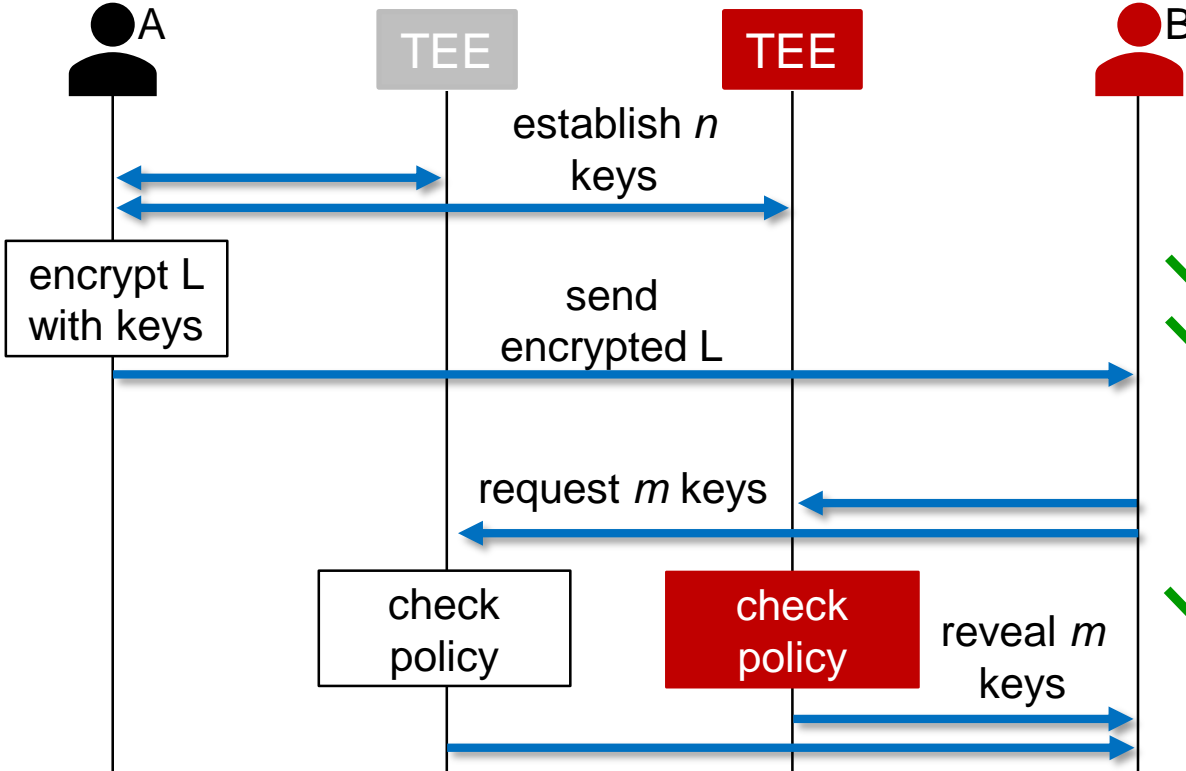 A
TEE
TEE
B
establish n
keys
encrypt L
with keys
send
encrypted L
request m keys
check
policy
check
policy
reveal m
keys